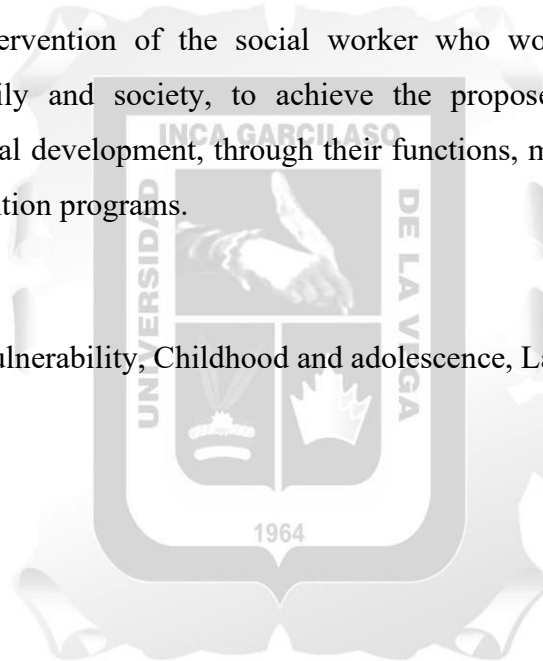 ervention of the social worker who wo
ily and society, to achieve the propose
INCA GARCILASO
al development, through their functions, m
tion programs.
UNIVERSIDAD
DE LA VEGA
ulnerability, Childhood and adolescence, La
1964